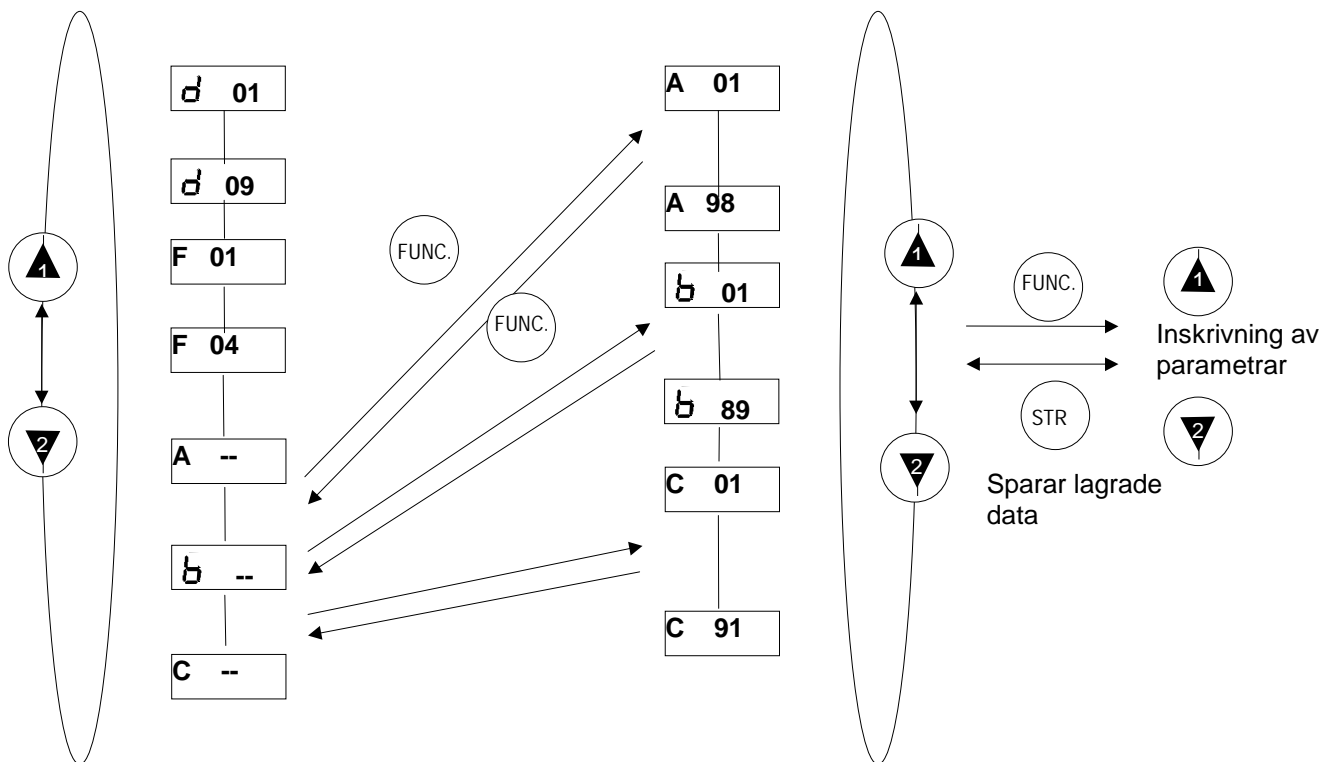 d 01
d 09
F 01
F 04
A --
b --
C --
1
2
FUNC.
FUNC.
A 01
A 98
b 01
b 89
C 01
C 91
1
2
FUNC.
STR
Sparar lagrade
data
1
Inskrivning av
parametrar
2